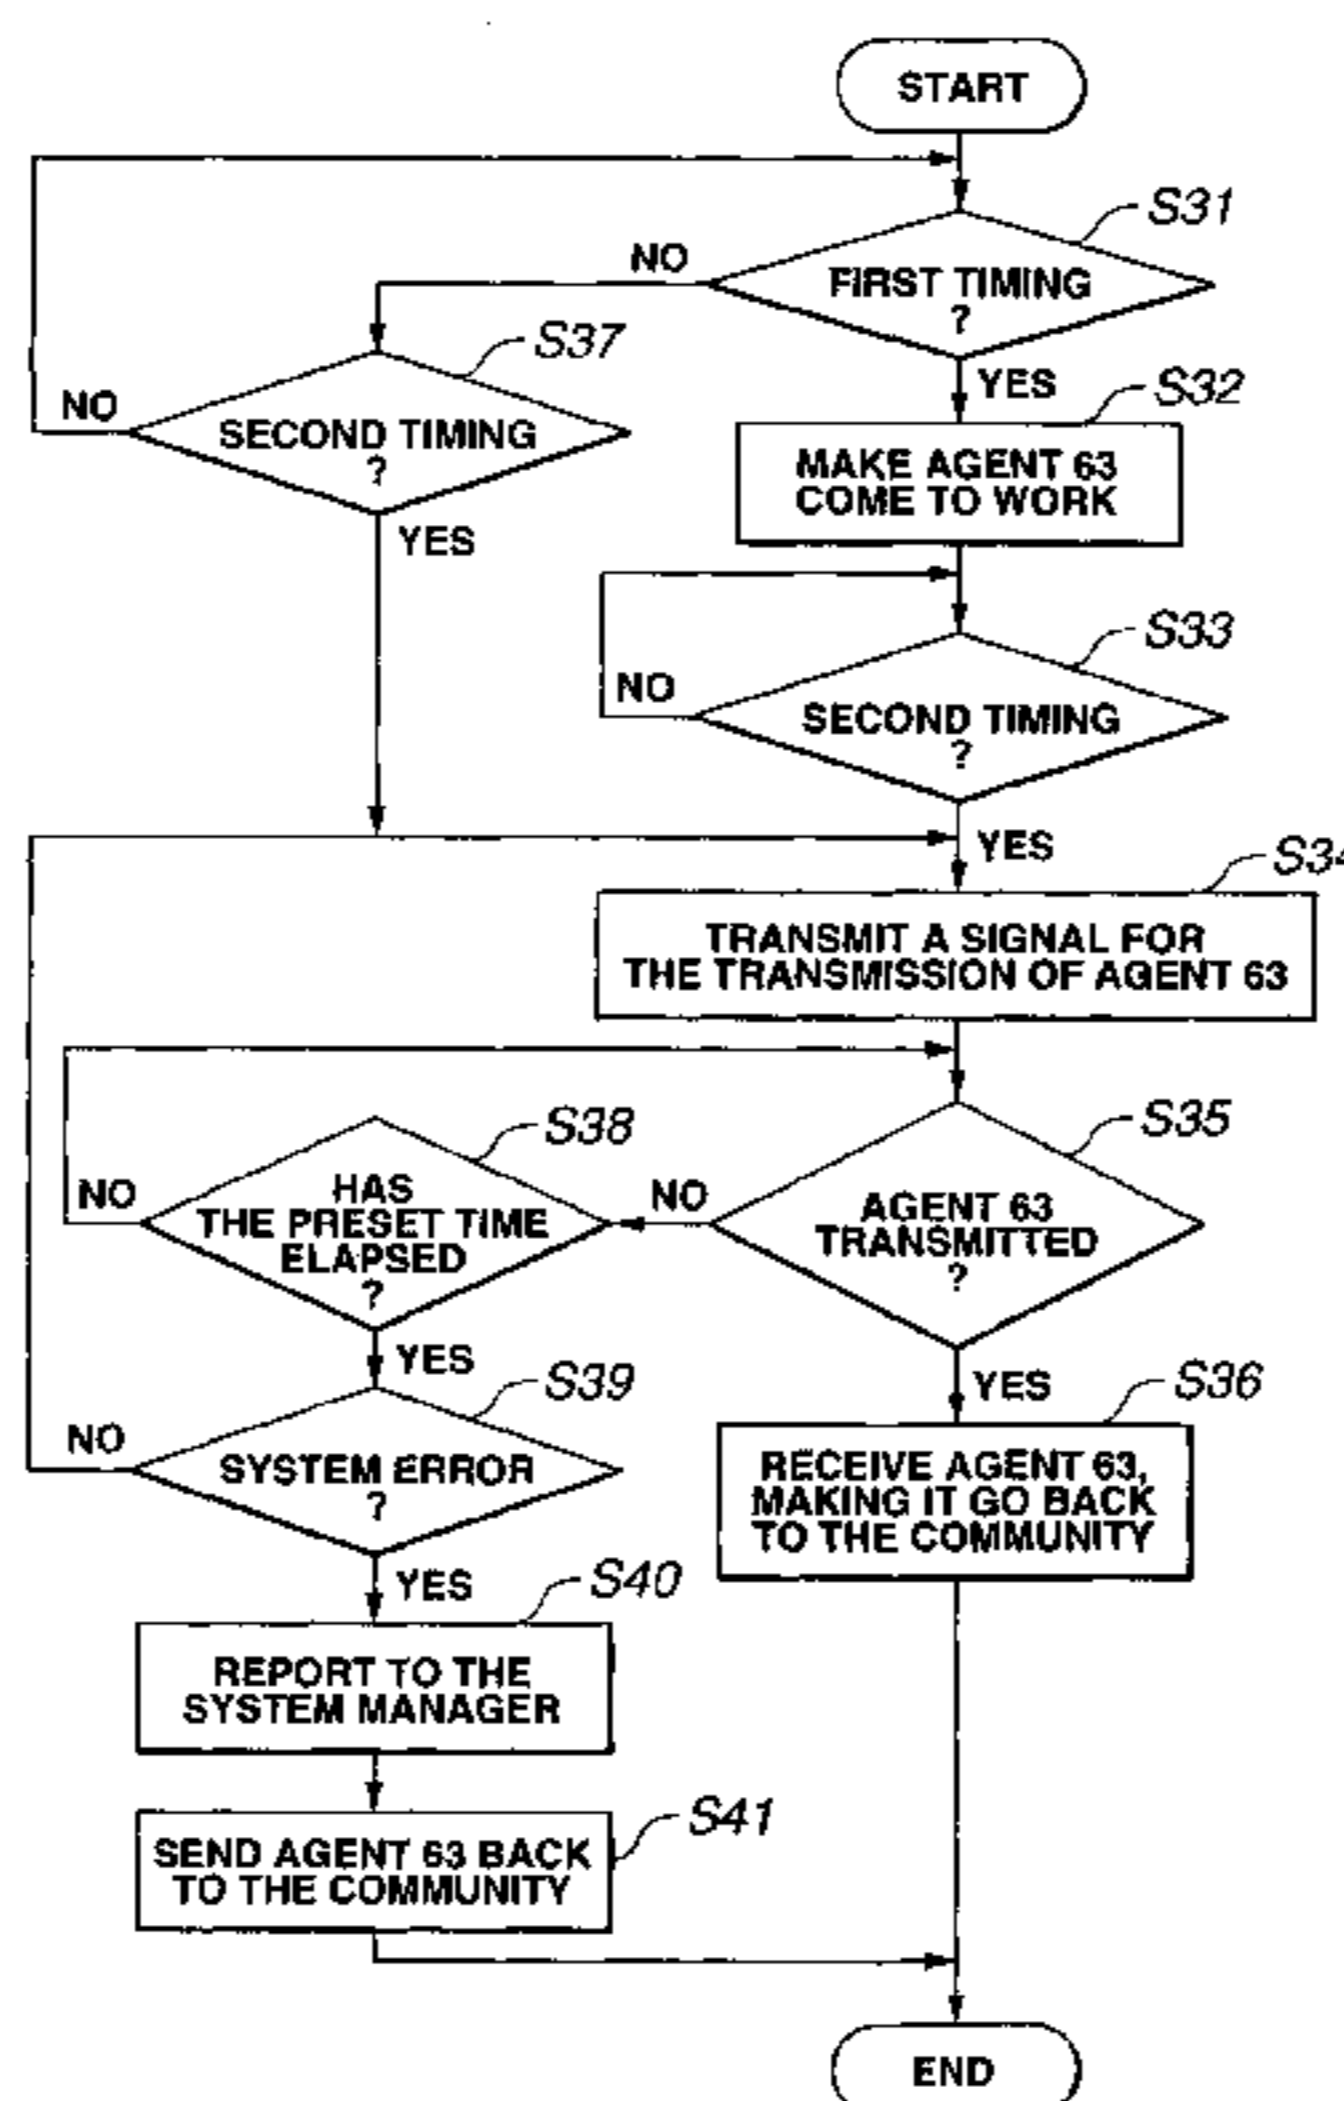 START
S31
NO
FIRST TIMING
?
S37
YES
S32
NO
SECOND TIMING
?
MAKE AGENT 63
COME TO WORK
YES
S33
NO
SECOND TIMING
?
YES
S34
TRANSMIT A SIGNAL FOR
THE TRANSMISSION OF AGENT 63
S38
S35
NO
HAS
THE PRESET TIME
ELAPSED
?
NO
AGENT 63
TRANSMITTED
?
YES
S39
YES
S36
NO
SYSTEM ERROR
?
RECEIVE AGENT 63,
MAKING IT GO BACK
TO THE COMMUNITY
YES
S40
REPORT TO THE
SYSTEM MANAGER
S41
SEND AGENT 63 BACK
TO THE COMMUNITY
END